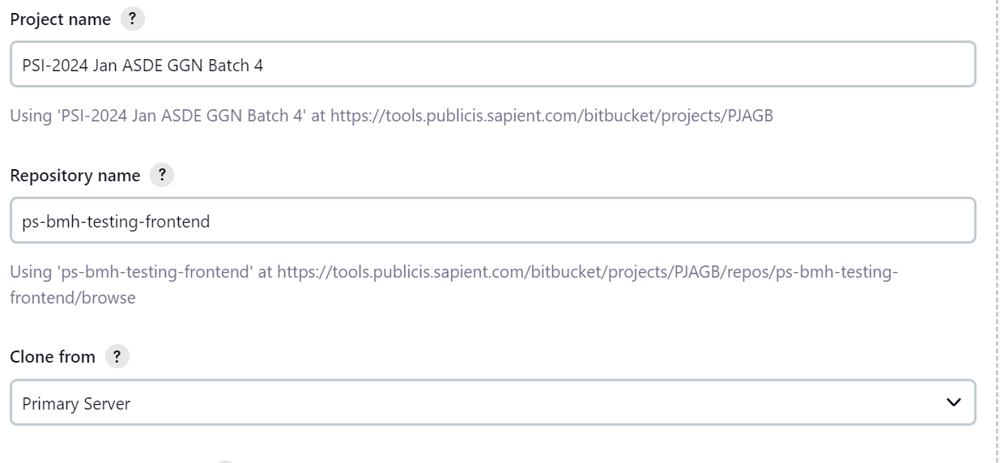 Project name ?
PSI-2024 Jan ASDE GGN Batch 4
Using 'PSI-2024 Jan ASDE GGN Batch 4' at https://tools.publicis.sapient.com/bitbucket/projects/PJAGB
Repository name ?
ps-bmh-testing-frontend
Using 'ps-bmh-testing-frontend' at https://tools.publicis.sapient.com/bitbucket/projects/PJAGB/repos/ps-bmh-testing-
frontend/browse
Clone from ?
Primary Server